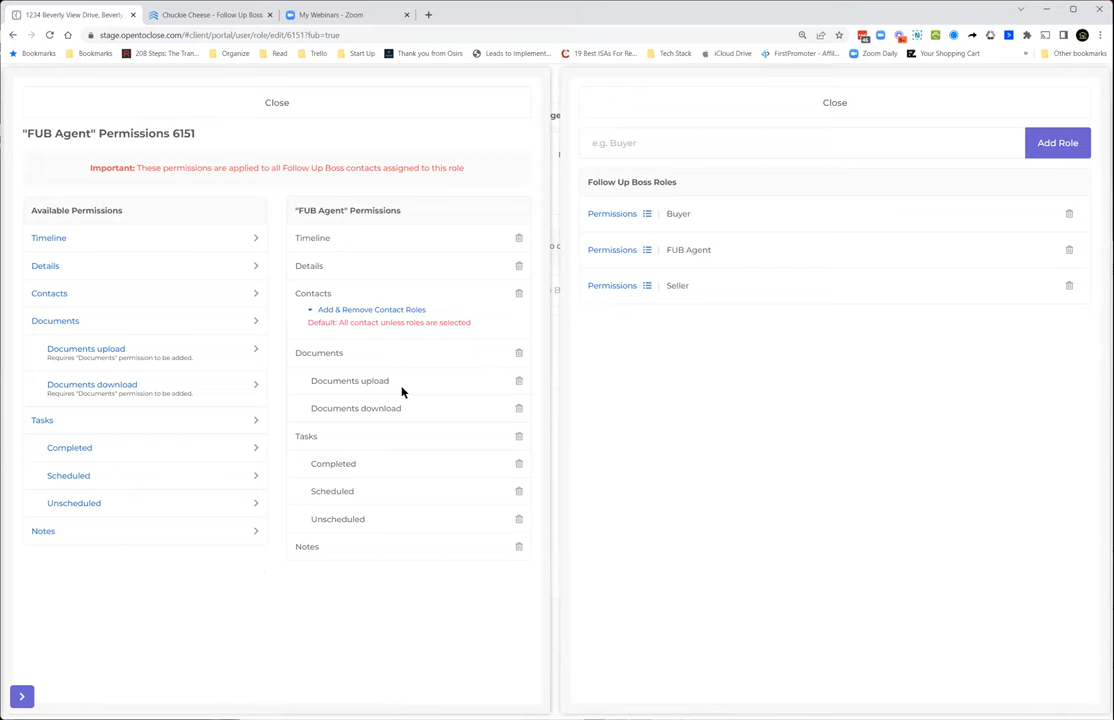 1234 Beverly View Drive, Beverly
Chuckie Cheese - Follow Up Boss
My Webinars - Zoom
stage.opentoclose.com/#client/portal/user/role/edit/6151?fub=true
Bookmarks
Bookmarks
208 Steps: The Tran...
Organize
Read
Trello
Start Up
Thank you from Osirs
Leads to Implement...
19 Best ISAs For Re...
Tech Stack
iCloud Drive
FirstPromoter - Affil...
Zoom Daily
Your Shopping Cart
»
Other bookmarks
Close
"FUB Agent" Permissions 6151
Important: These permissions are applied to all Follow Up Boss contacts assigned to this role
Available Permissions
Timeline
Details
Contacts
Documents
Documents upload
Requires "Documents" permission to be added.
Documents download
Requires "Documents" permission to be added.
Tasks
Completed
Scheduled
Unscheduled
Notes
"FUB Agent" Permissions
Timeline
Details
Contacts
Add & Remove Contact Roles
Default: All contact unless roles are selected
Documents
Documents upload
Documents download
Tasks
Completed
Scheduled
Unscheduled
Notes
Close
e.g. Buyer
Add Role
Follow Up Boss Roles
Permissions | Buyer
Permissions | FUB Agent
Permissions | Seller